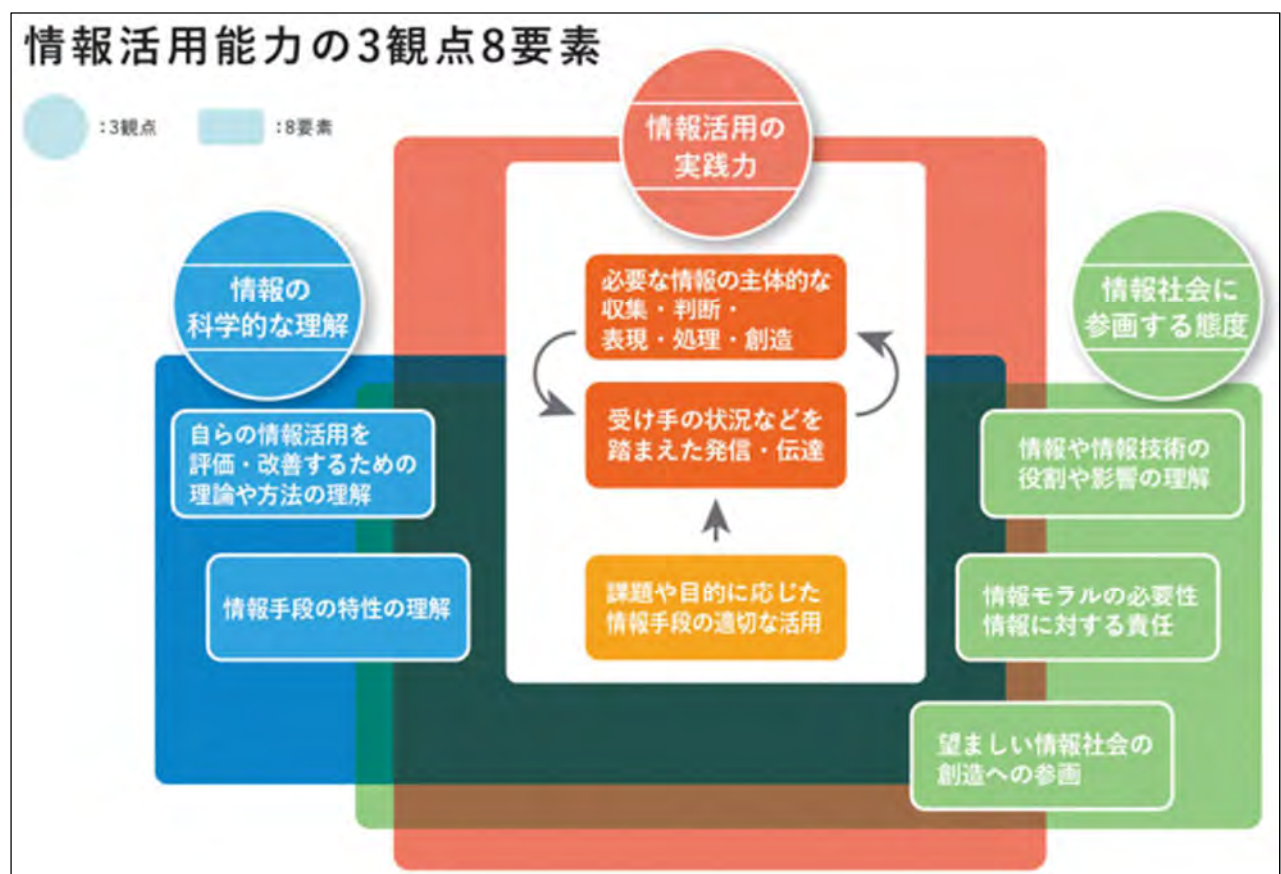 情報活用能力の3観点8要素
:3観点
:8要素
情報活用の
実践力
情報の
科学的な理解
情報社会に
参画する態度
必要な情報の主体的な
収集・判断・
表現・処理・創造
受け手の状況などを
踏まえた発信・伝達
課題や目的に応じた
情報手段の適切な活用
自らの情報活用を
評価・改善するための
理論や方法の理解
情報手段の特性の理解
情報や情報技術の
役割や影響の理解
情報モラルの必要性
情報に対する責任
望ましい情報社会の
創造への参画